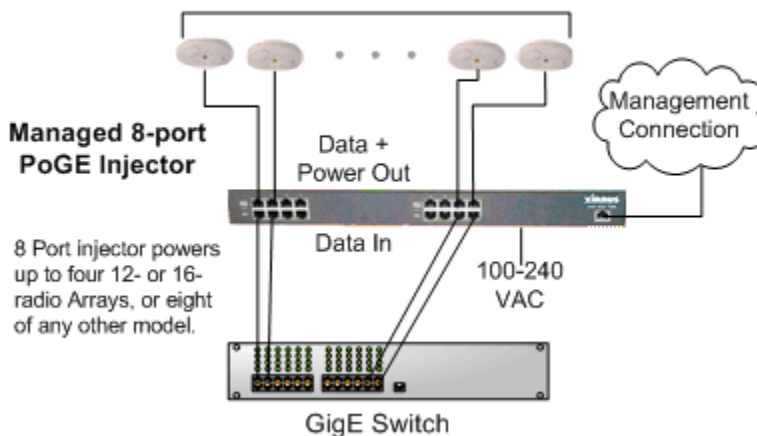 Managed 8-port
PoGE Injector
Data +
Power Out
Management
Connection
XIRRUS
Data In
8 Port injector powers
up to four 12- or 16-
radio Arrays, or eight
of any other model.
100-240
VAC
GigE Switch